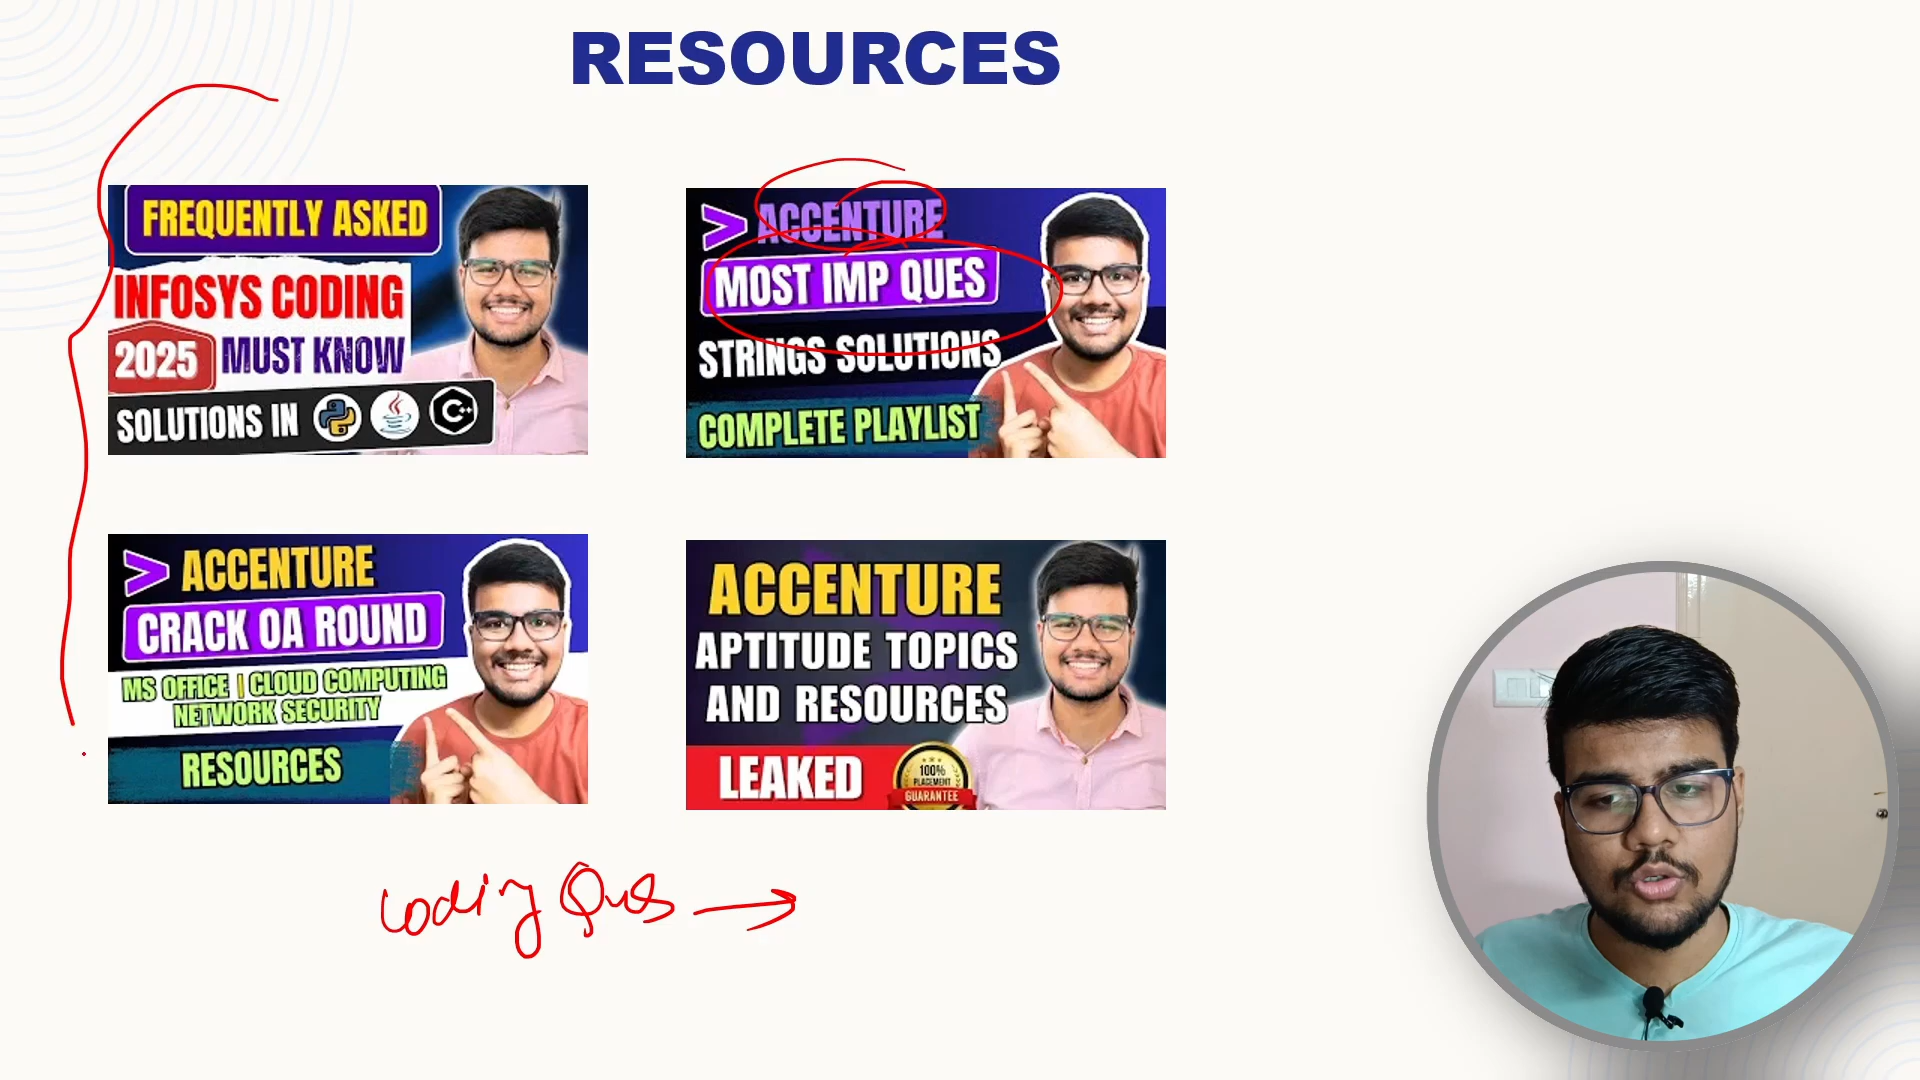 RESOURCES
FREQUENTLY ASKED
INFOSYS CODING
2025 MUST KNOW
SOLUTIONS IN
C++
> ACCENTURE
MOST IMP QUES
STRINGS SOLUTIONS
COMPLETE PLAYLIST
> ACCENTURE
CRACK OA ROUND
MS OFFICE | CLOUD COMPUTING
NETWORK SECURITY
RESOURCES
ACCENTURE
APTITUDE TOPICS
AND RESOURCES
LEAKED
100%
PLACEMENT
GUARANTEE
Coding Ques →